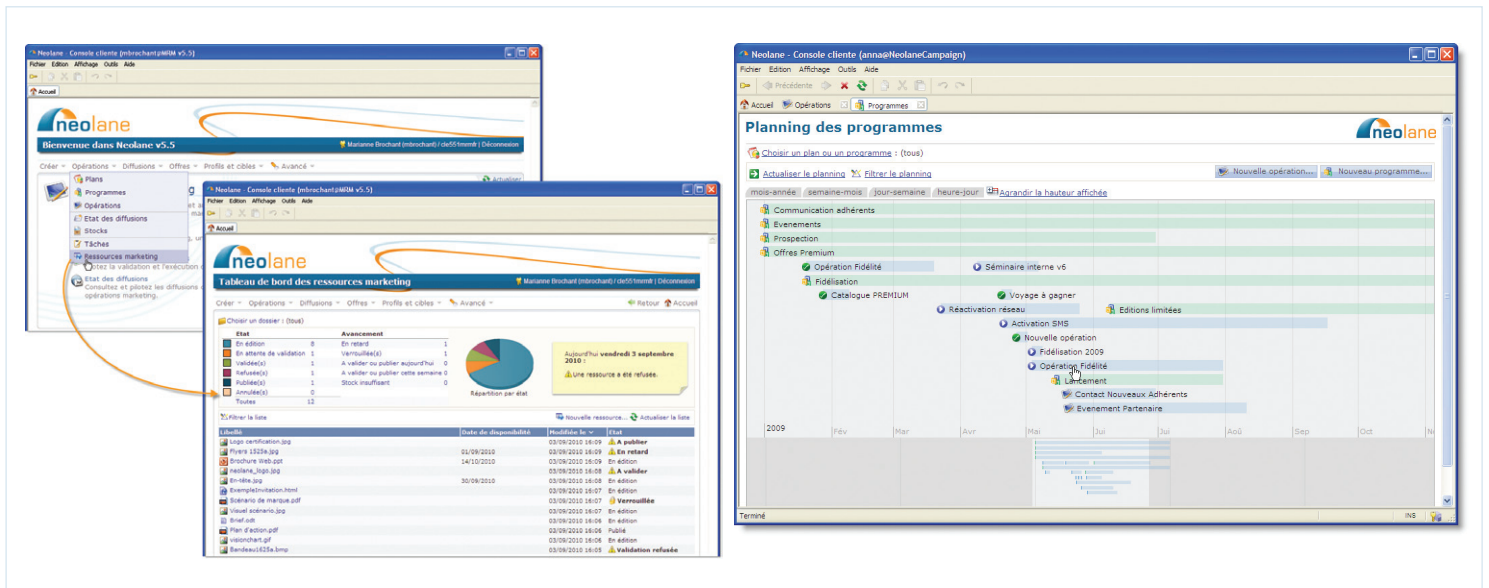 Neolane - Console cliente (mbrochant@MRM v5.5)
Fichier Edition Affichage Outils Aide
Accueil
neolane
Bienvenue dans Neolane v5.5
Marianne Brochant (mbrochant) / | Déconnexion
Créer Opérations Diffusions Offres Profils et cibles Avancé
Actualiser
Plans
Programmes
Opérations
Etat des diffusions
Stocks
Tâches
Ressources marketing
Pilotez la validation et l'exécution
Etat des diffusions
Consultez et pilotez les diffusions
opérations marketing.
Neolane - Console cliente (mbrochant@MRM v5.5)
Fichier Edition Affichage Outils Aide
Accueil
neolane
Tableau de bord des ressources marketing
Marianne Brochant (mbrochant) / | Déconnexion
Créer Opérations Diffusions Offres Profils et cibles Avancé
Retour Accueil
Choisir un dossier : (tous)
Etat Avancement
En édition 8 En retard 1
En attente de validation 1 Verrouillée(s) 1
Validée(s) 1 A valider ou publier aujourd'hui 0
Refusée(s) 1 A valider ou publier cette semaine 0
Publiée(s) 1 Stock insuffisant 0
Annulée(s) 0
Toutes 12
Répartition par état
Aujourd'hui vendredi 3 septembre
2010 :
Une ressource a été refusée.
Filtrer la liste
Nouvelle ressource... Actualiser la liste
Libellé Date de disponibilité Modifiée le Etat
Logo certification.jpg 03/09/2010 16:09 A publier
Flyers 1525a.jpg 01/09/2010 03/09/2010 16:09 En retard
Brochure Web.ppt 14/10/2010 03/09/2010 16:09 En édition
neolane_logo.jpg 03/09/2010 16:08 A valider
En-tête.jpg 30/09/2010 03/09/2010 16:08 En édition
ExempleInvitation.html 03/09/2010 16:07 En édition
Scénario de marque.pdf 03/09/2010 16:07 Verrouillée
Visuel scénario.jpg 03/09/2010 16:07 En édition
Brief.odt 03/09/2010 16:06 En édition
Plan d'action.pdf 03/09/2010 16:06 Publié
visionchart.gif 03/09/2010 16:06 En édition
Bandeau1625a.bmp 03/09/2010 16:05 Validation refusée
Neolane - Console cliente (anna@NeolaneCampaign)
Fichier Edition Affichage Outils Aide
Précédente
Accueil Opérations Programmes
Planning des programmes
neolane
Choisir un plan ou un programme : (tous)
Actualiser le planning Filtrer le planning
Nouvelle opération... Nouveau programme...
mois-année semaine-mois jour-semaine heure-jour Agrandir la hauteur affichée
Communication adhérents
Evenements
Prospection
Offres Premium
Opération Fidélité Séminaire interne v6
Fidélisation
Catalogue PREMIUM Voyage à gagner
Réactivation réseau Editions limitées
Activation SMS
Nouvelle opération
Fidélisation 2009
Opération Fidélité
Lancement
Contact Nouveaux Adhérents
Evenement Partenaire
2009 Fév Mar Avr Mai Jui Jui Aoû Sep Oct
Terminé
INS